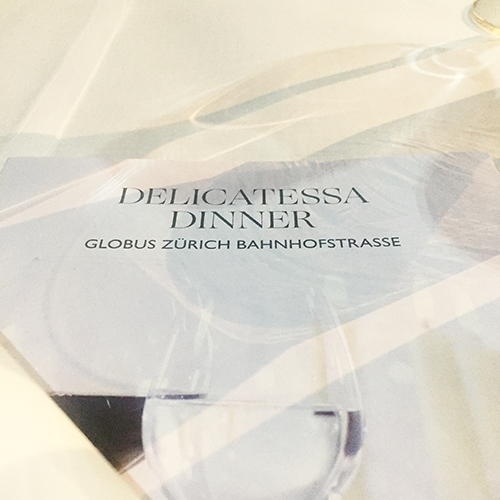 DELICATESSA
DINNER
GLOBUS ZÜRICH BAHNHOFSTRASSE